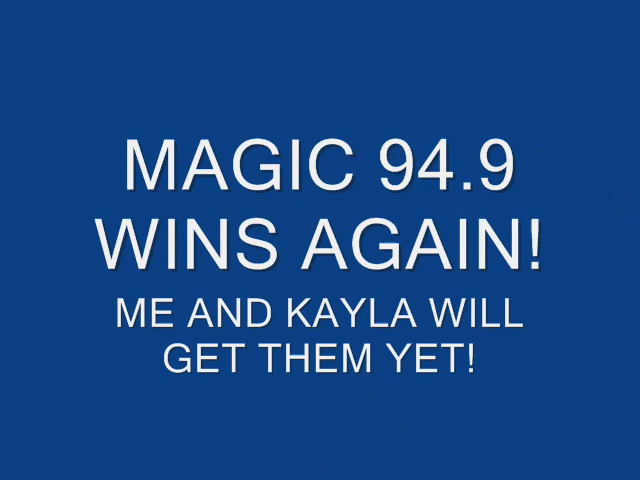 MAGIC 94.9
WINS AGAIN!
ME AND KAYLA WILL
GET THEM YET!